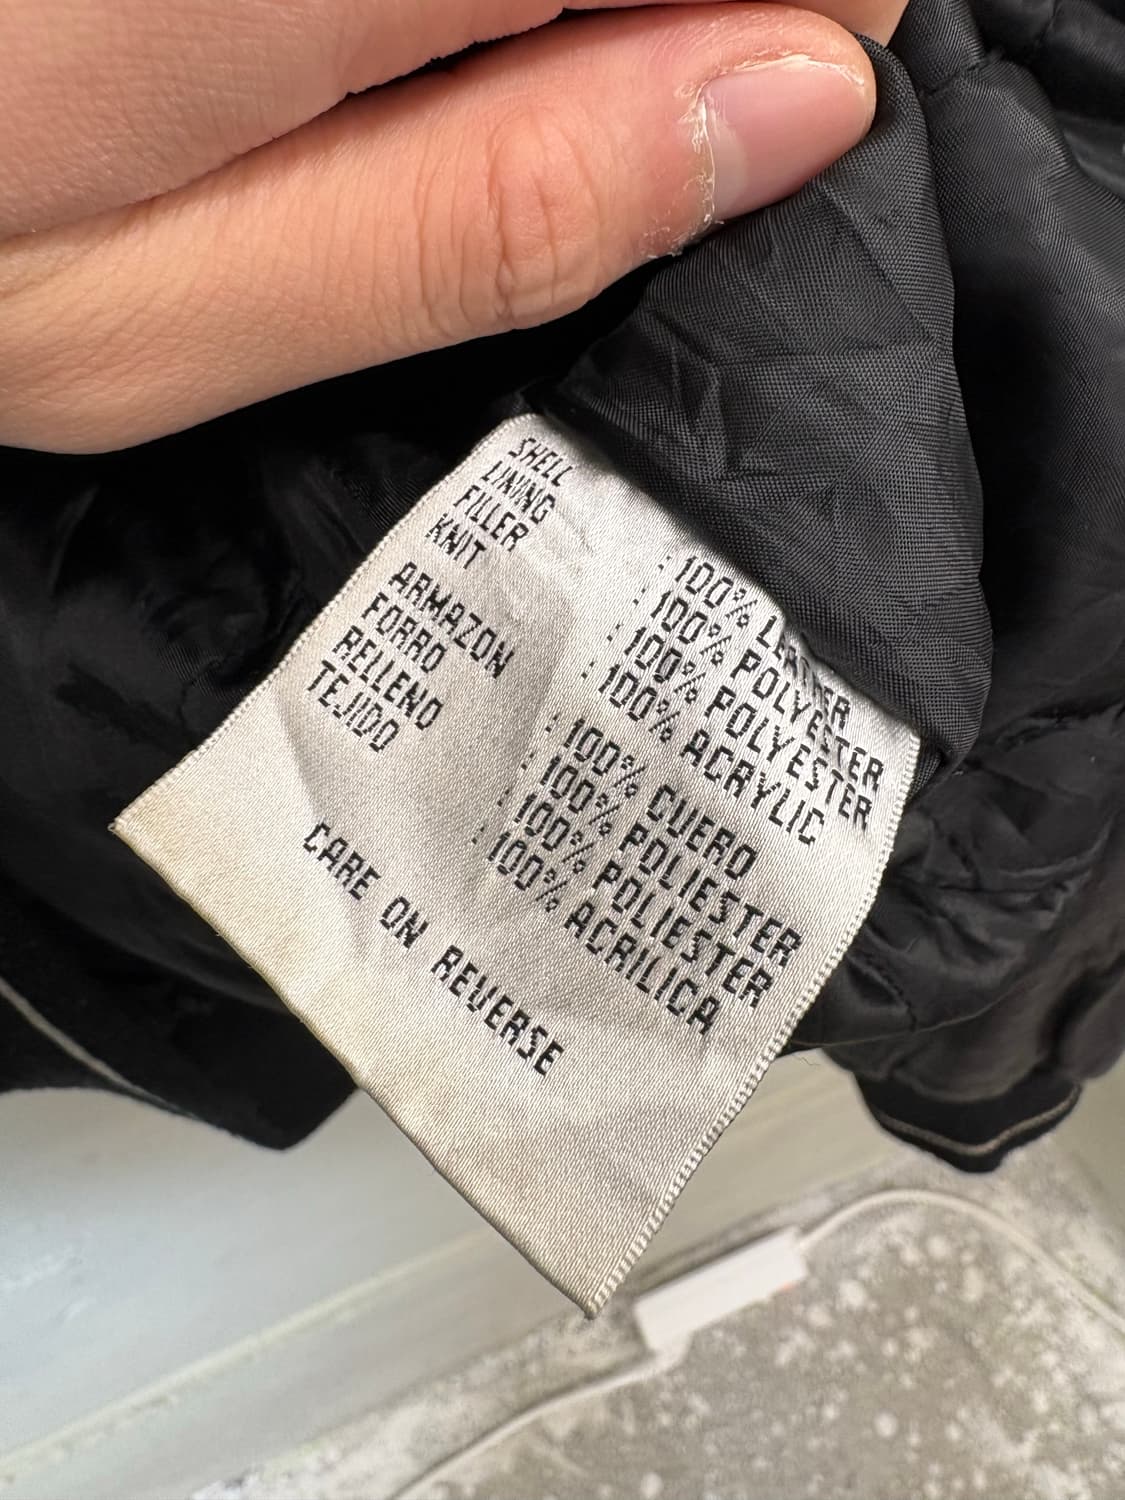 SHELL : 100% LEATHER
LINING : 100% POLYESTER
FILLER : 100% POLYESTER
KNIT : 100% ACRYLIC
ARMAZON : 100% CUERO
FORRO : 100% POLIESTER
RELLENO : 100% POLIESTER
TEJIDO : 100% ACRILICA
CARE ON REVERSE